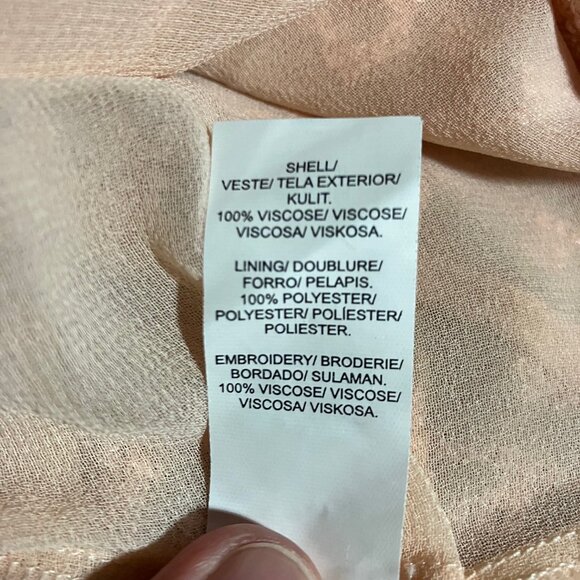 SHELL/
VESTE/ TELA EXTERIOR/
KULIT.
100% VISCOSE/ VISCOSE/
VISCOSA/ VISKOSA.
LINING/ DOUBLURE/
FORRO/ PELAPIS.
100% POLYESTER/
POLYESTER/ POLÍESTER/
POLIESTER.
EMBROIDERY/ BRODERIE/
BORDADO/ SULAMAN.
100% VISCOSE/ VISCOSE/
VISCOSA/ VISKOSA.